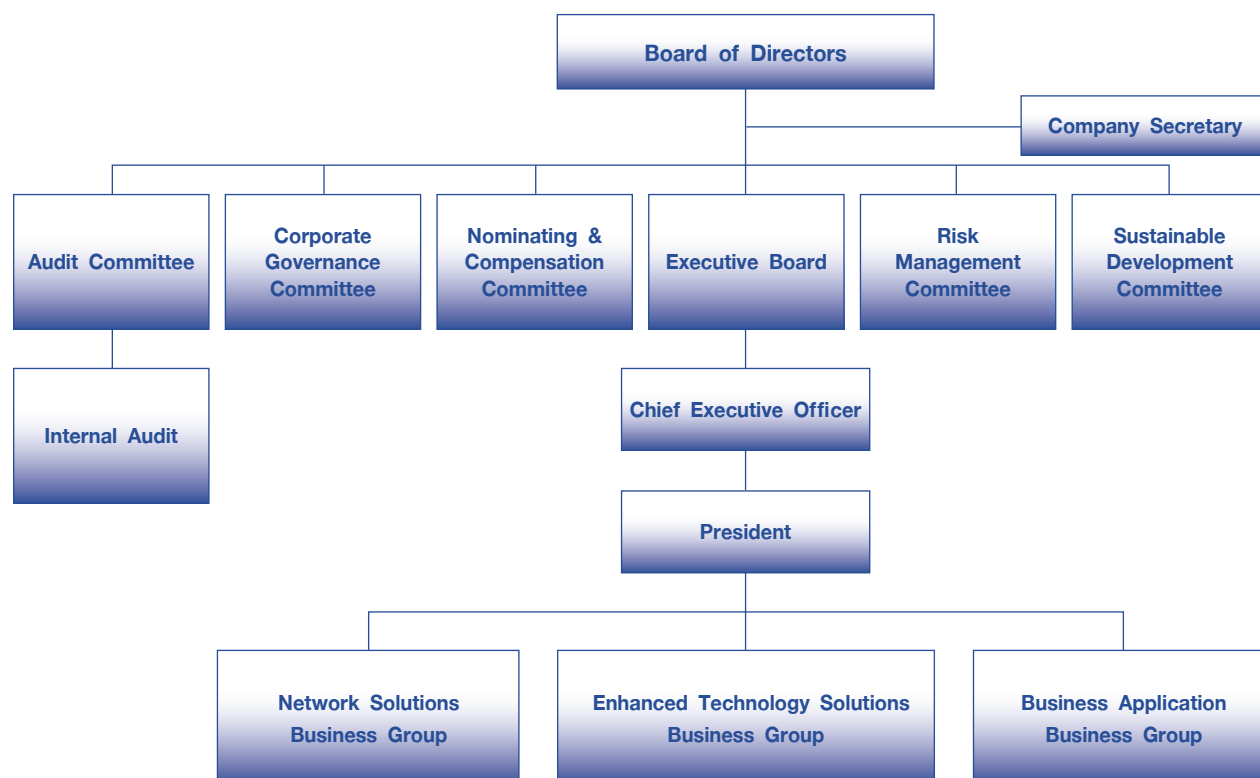 Board of Directors
Company Secretary
Audit Committee
Corporate
Governance
Committee
Nominating &
Compensation
Committee
Executive Board
Risk
Management
Committee
Sustainable
Development
Committee
Internal Audit
Chief Executive Officer
President
Network Solutions
Business Group
Enhanced Technology Solutions
Business Group
Business Application
Business Group